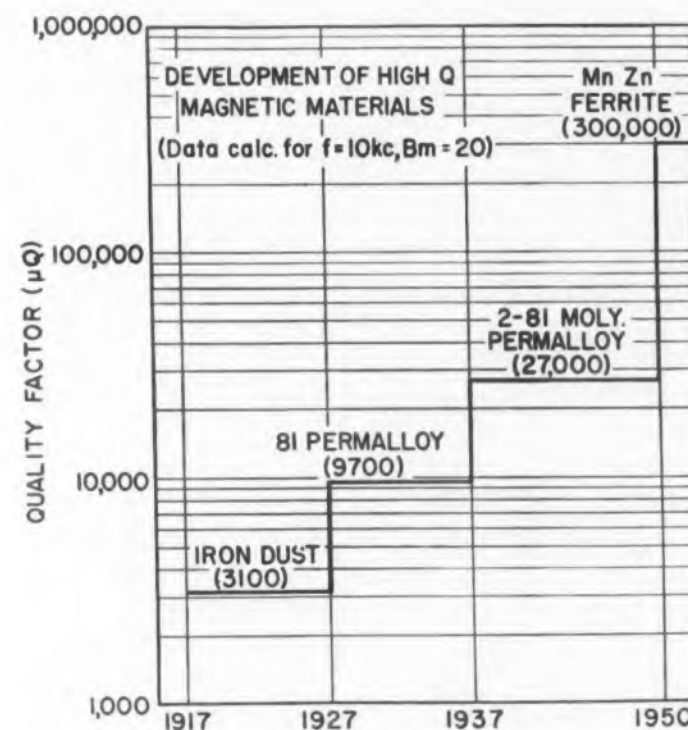 1,000,000
DEVELOPMENT OF HIGH Q
MAGNETIC MATERIALS
(Data calc. for f=10kc, Bm=20)
Mn Zn
FERRITE
(300,000)
100,000
2-81 MOLY.
PERMALLOY
(27,000)
81 PERMALLOY
(9700)
10,000
IRON DUST
(3100)
1,000
QUALITY FACTOR (μQ)
1917 1927 1937 1950